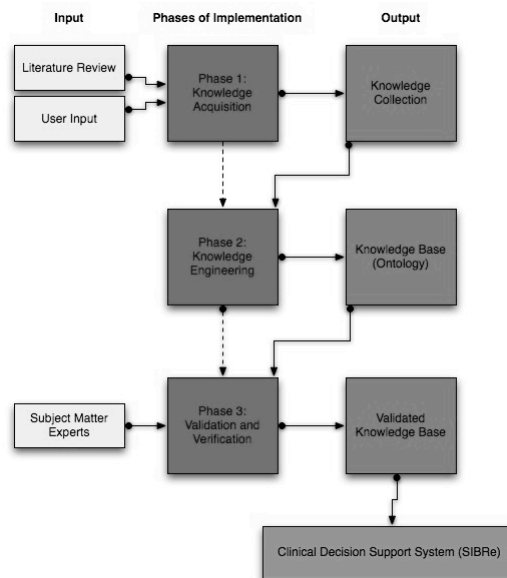 Input
Phases of Implementation
Output
Literature Review
User Input
Phase 1:
Knowledge
Acquisition
Knowledge
Collection
Phase 2:
Knowledge
Engineering
Knowledge Base
(Ontology)
Subject Matter
Experts
Phase 3:
Validation and
Verification
Validated
Knowledge Base
Clinical Decision Support System (SIBRe)